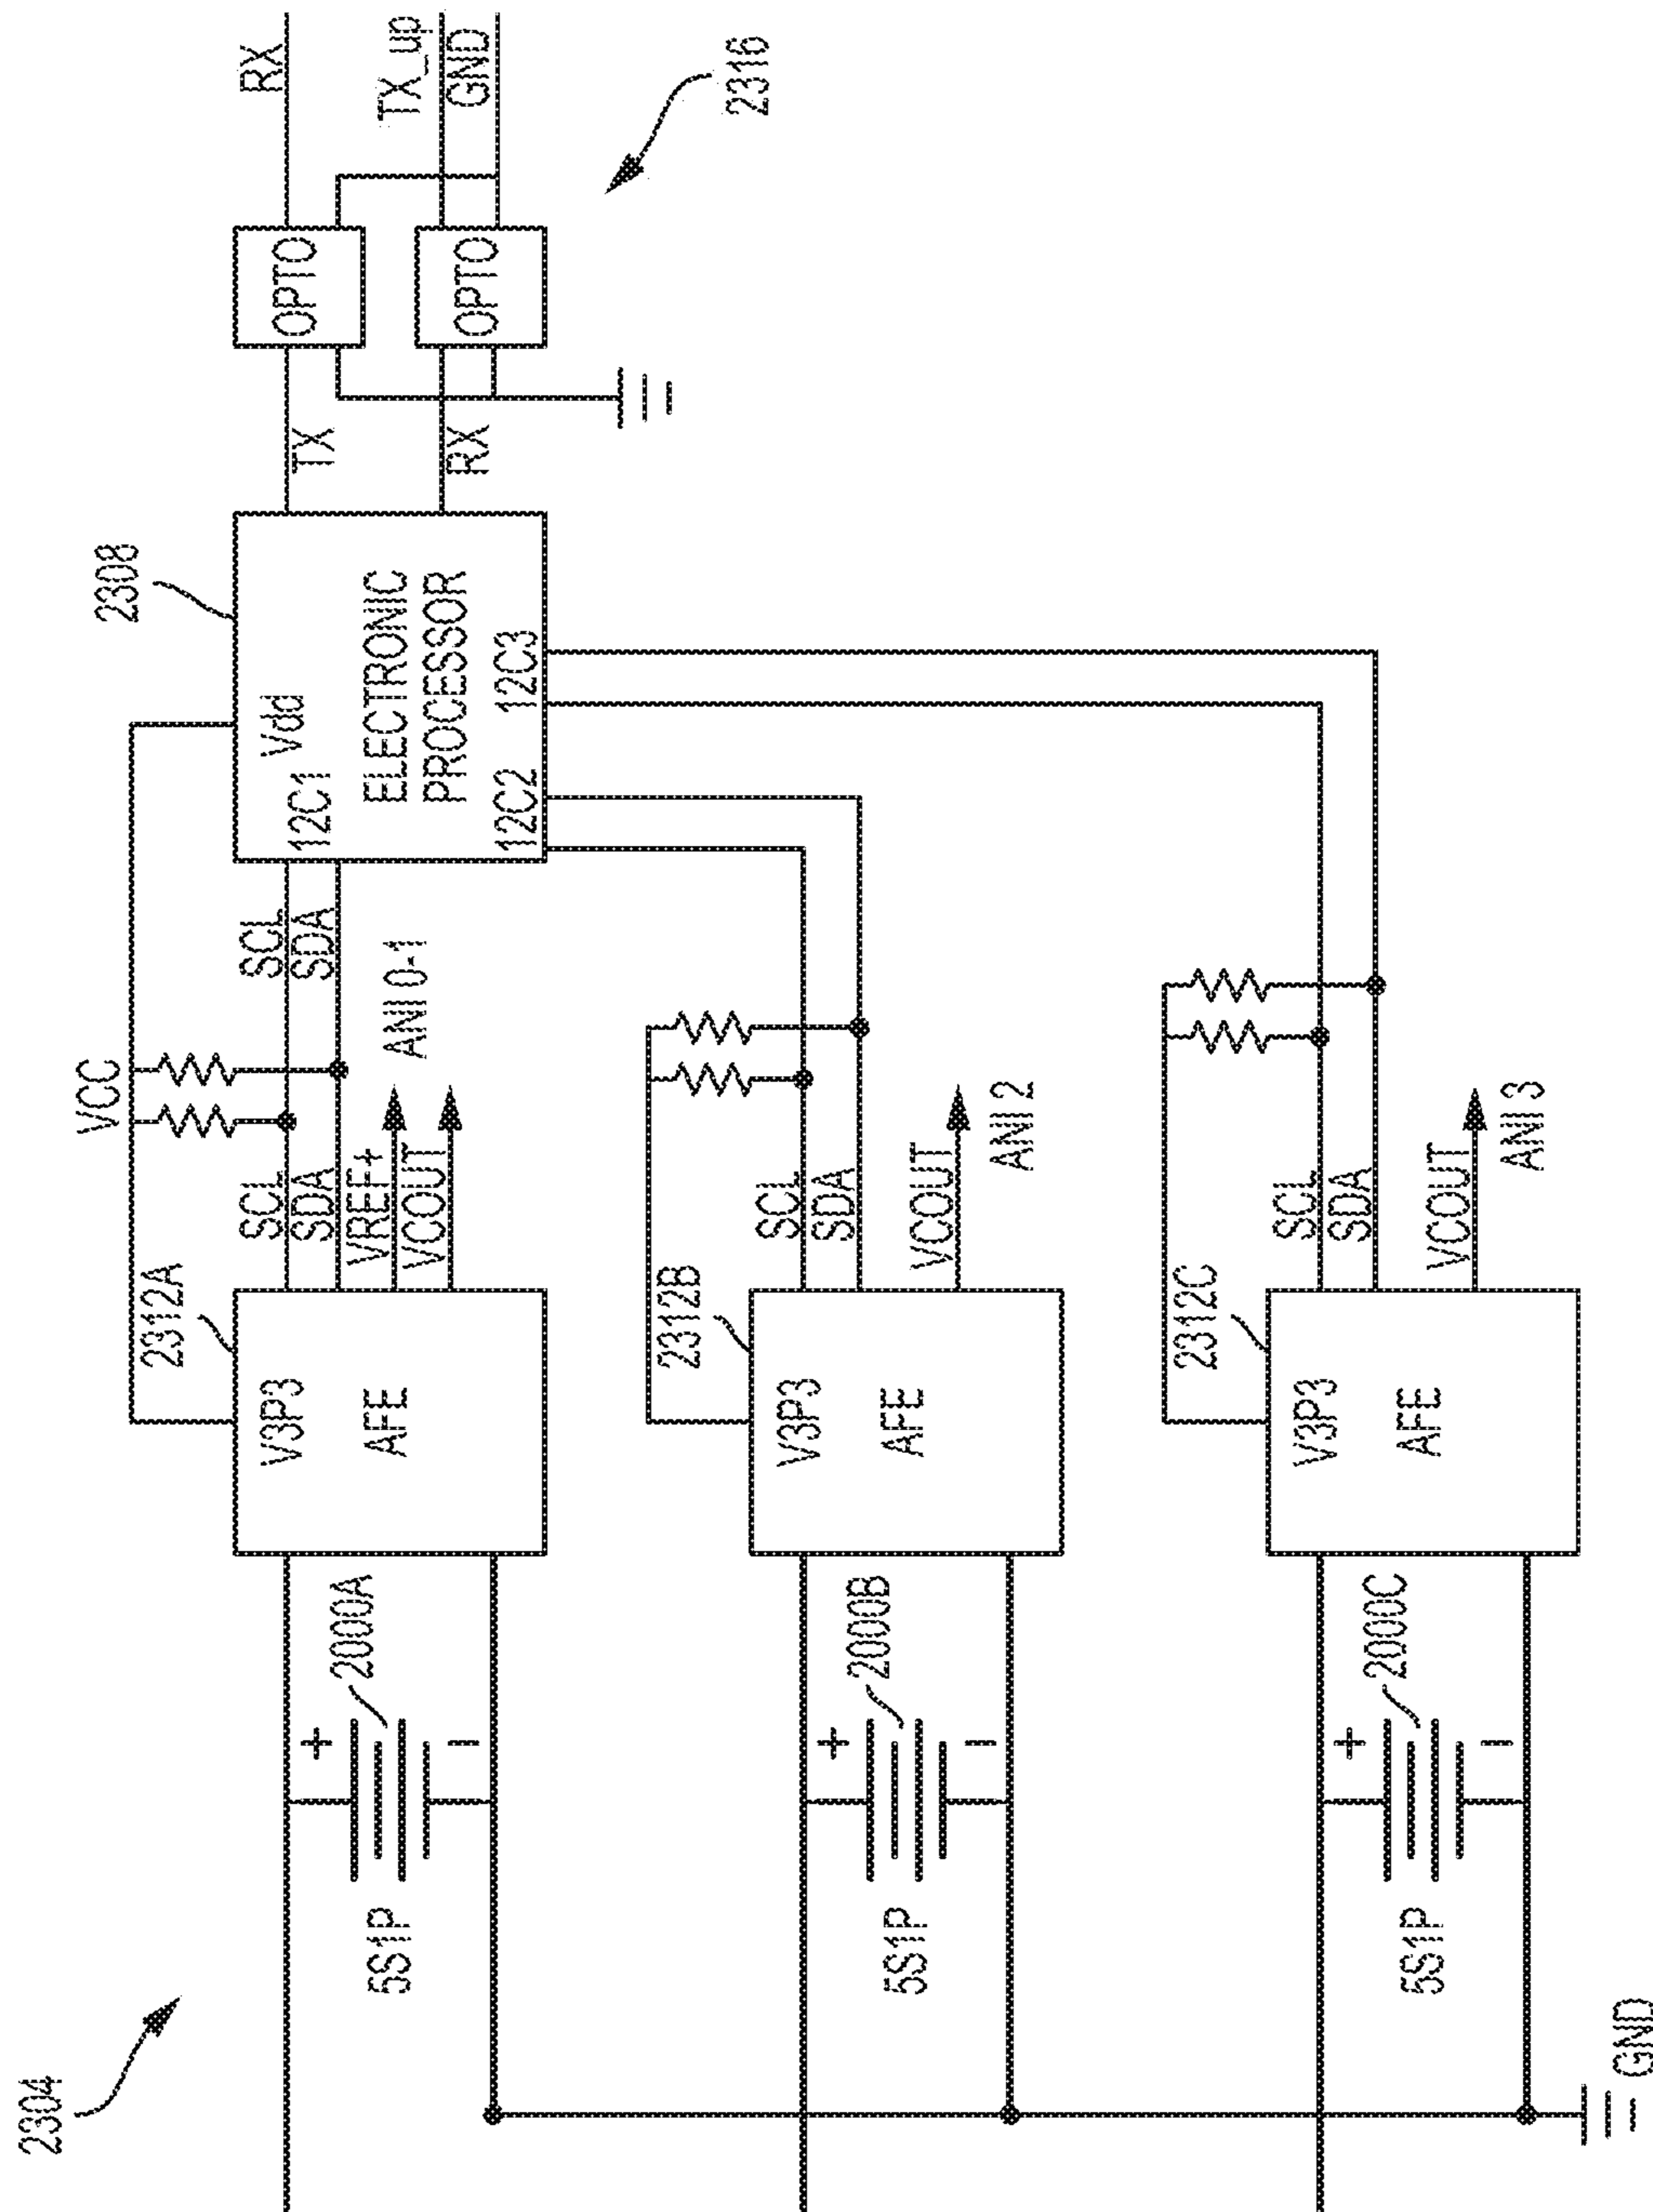 2304
5S1P
+
2000A
–
V3P3
AFE
2312A
VCC
SCL
SDA
VREF+
VCOUT
SCL
SDA
ANI 0-1
2308
Vdd
12C1
ELECTRONIC
PROCESSOR
12C2
12C3
TX
RX
OPTO
OPTO
RX
TX_up
GND
2316
5S1P
+
2000B
–
V3P3
AFE
2312B
SCL
SDA
VCOUT
ANI 2
5S1P
+
2000C
–
V3P3
AFE
2312C
SCL
SDA
VCOUT
ANI 3
GND